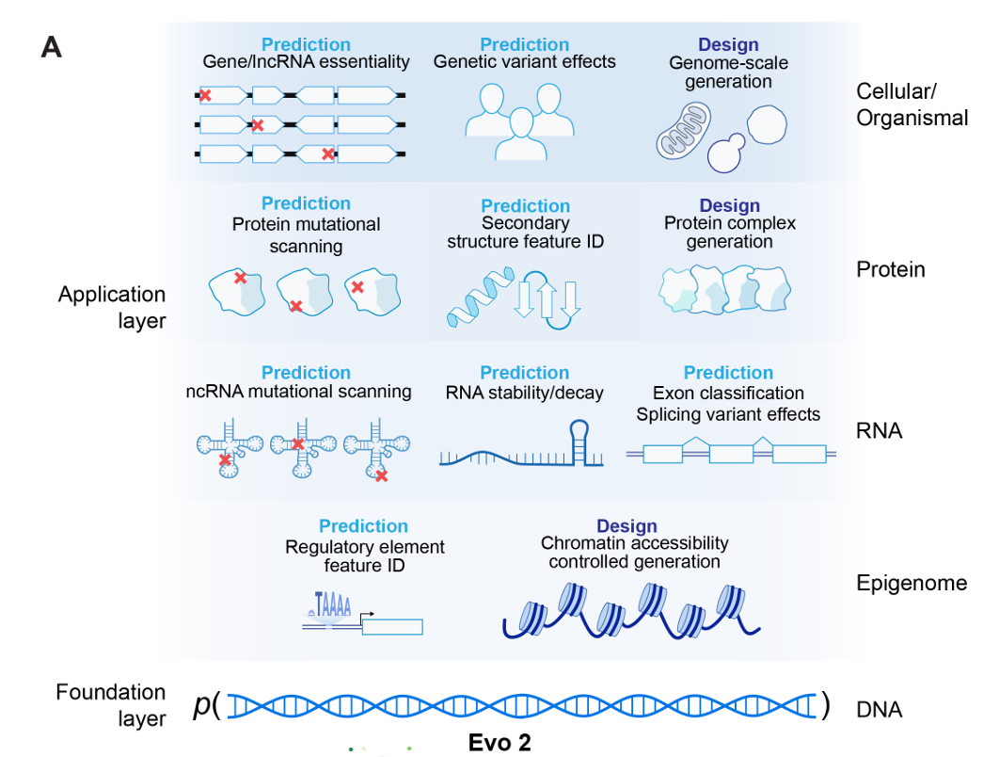 A
Prediction
Gene/lncRNA essentiality
Prediction
Genetic variant effects
Design
Genome-scale
generation
Cellular/
Organismal
Prediction
Protein mutational
scanning
Prediction
Secondary
structure feature ID
Design
Protein complex
generation
Protein
Application
layer
Prediction
ncRNA mutational scanning
Prediction
RNA stability/decay
Prediction
Exon classification
Splicing variant effects
RNA
Prediction
Regulatory element
feature ID
TAAAA
Design
Chromatin accessibility
controlled generation
Epigenome
Foundation
layer
p( )
DNA
Evo 2